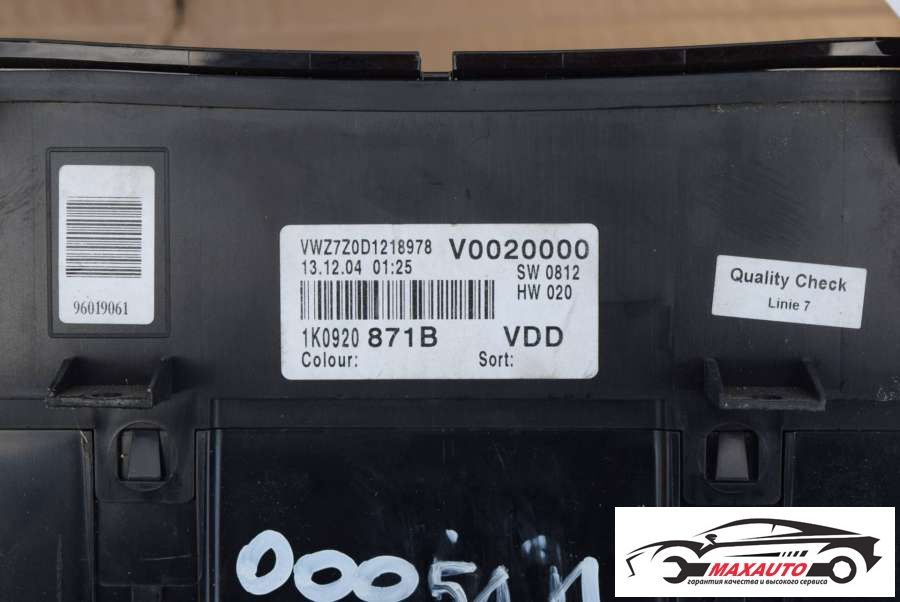 96019061
VWZ7Z0D1218978 V0020000
13.12.04 01:25 SW 0812
HW 020
1K0920 871B VDD
Colour: Sort:
Quality Check
Linie 7
MAXAUTO
гарантия качества и высокого сервиса